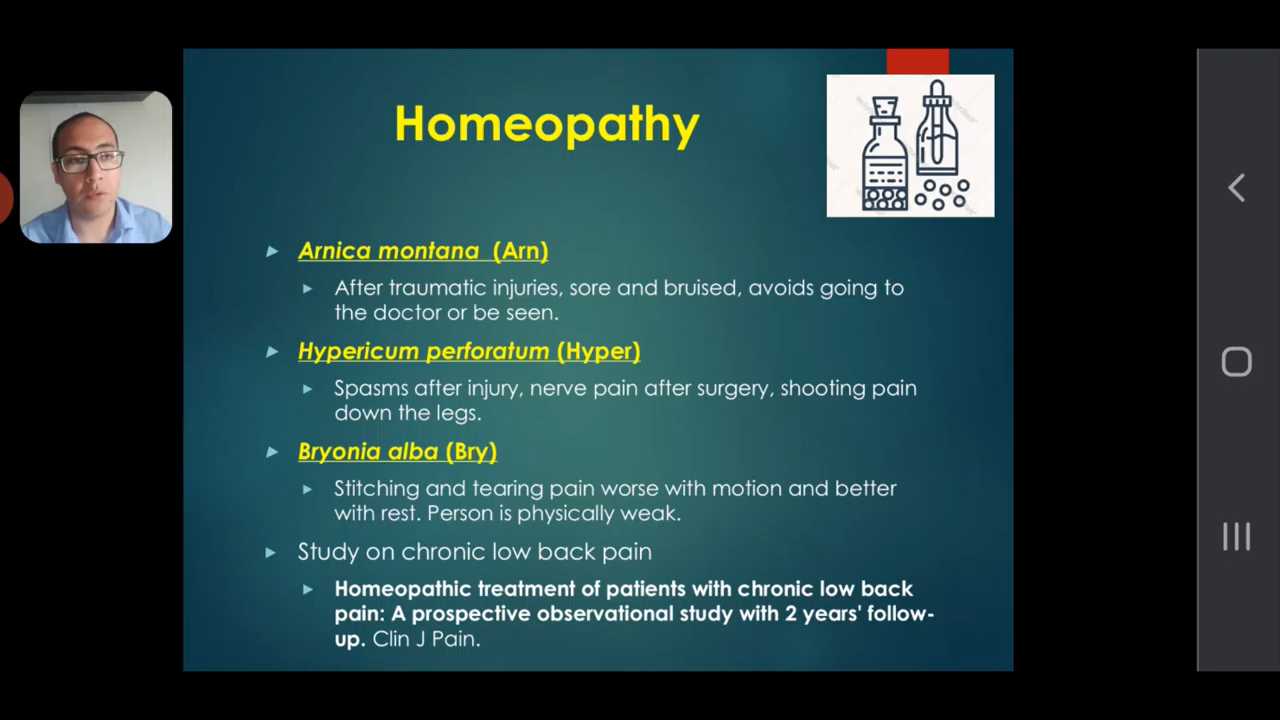 Homeopathy
Arnica montana (Arn)
After traumatic injuries, sore and bruised, avoids going to
the doctor or be seen.
Hypericum perforatum (Hyper)
Spasms after injury, nerve pain after surgery, shooting pain
down the legs.
Bryonia alba (Bry)
Stitching and tearing pain worse with motion and better
with rest. Person is physically weak.
Study on chronic low back pain
Homeopathic treatment of patients with chronic low back
pain: A prospective observational study with 2 years' follow-
up. Clin J Pain.